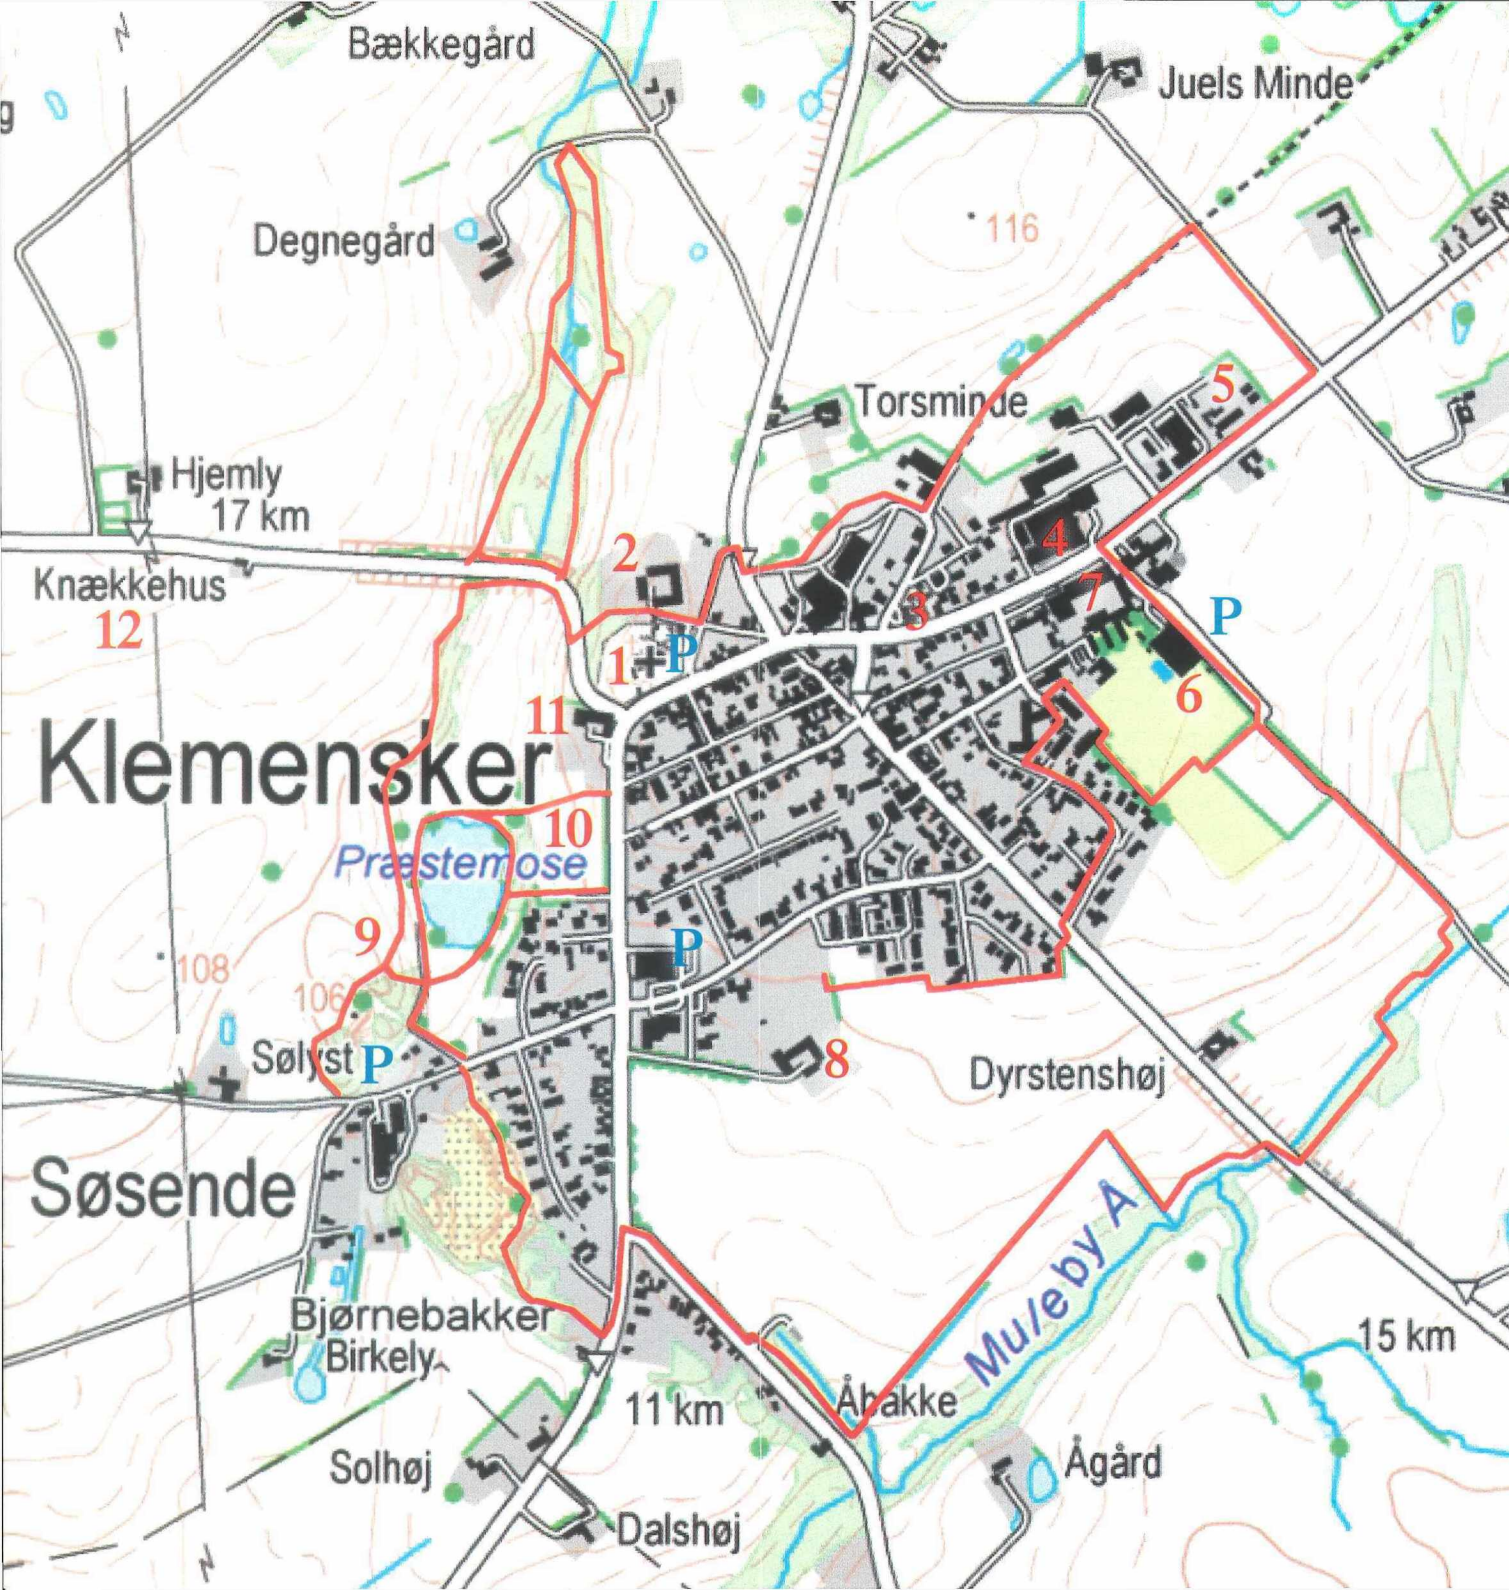 Bækkegård
Juels Minde
g
Degnegård
116
Torsminde
5
Hjemly
17 km
2
4
Knækkehus
12
7
3
P
P
1
6
11
Klemensker
10
Præstemose
9
P
108
106
Sølyst
P
8
Dyrstenshøj
Søsende
Muleby Å
Bjørnebakker
Birkely
15 km
11 km
Åbakke
Solhøj
Ågård
Dalshøj